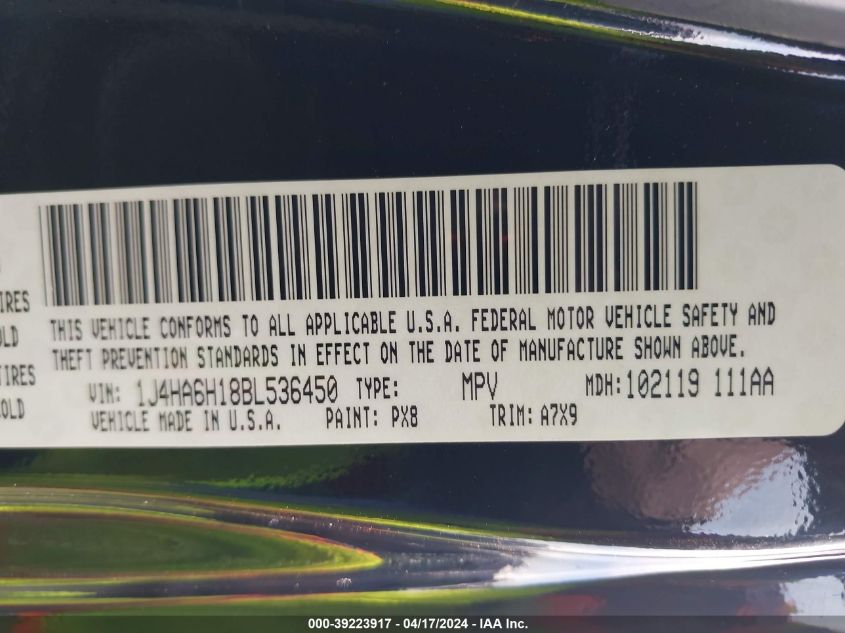 IRES
OLD
TIRES
COLD
THIS VEHICLE CONFORMS TO ALL APPLICABLE U.S.A. FEDERAL MOTOR VEHICLE SAFETY AND
THEFT PREVENTION STANDARDS IN EFFECT ON THE DATE OF MANUFACTURE SHOWN ABOVE.
VIN: 1J4HA6H18BL536450 TYPE: MPV MDH: 102119 111AA
VEHICLE MADE IN U.S.A. PAINT: PX8 TRIM: A7X9
000-39223917 - 04/17/2024 - IAA Inc.